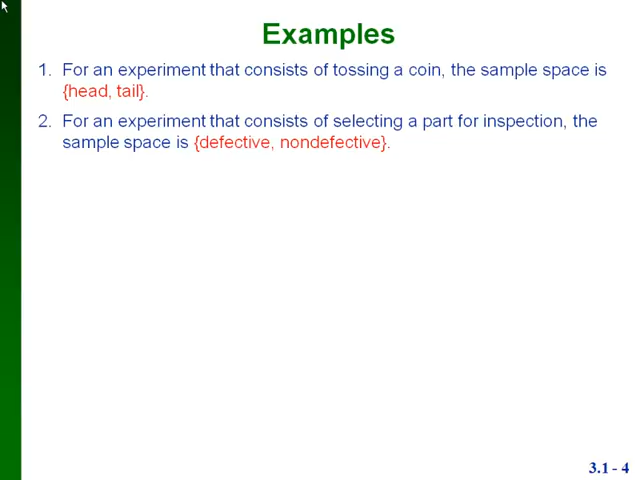 Examples
1. For an experiment that consists of tossing a coin, the sample space is
{head, tail}.
2. For an experiment that consists of selecting a part for inspection, the
sample space is {defective, nondefective}.
3.1 - 4